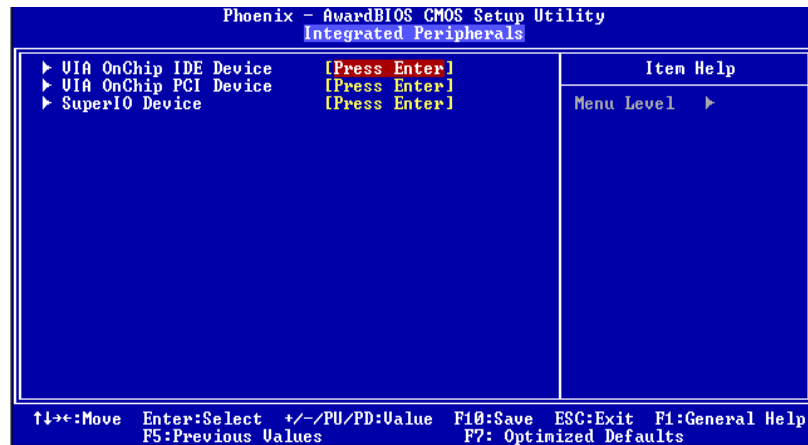 Phoenix - AwardBIOS CMOS Setup Utility
Integrated Peripherals
VIA OnChip IDE Device [Press Enter]
VIA OnChip PCI Device [Press Enter]
SuperIO Device [Press Enter]
Item Help
Menu Level ▶
↑↓→←:Move Enter:Select +/-/PU/PD:Value F10:Save ESC:Exit F1:General Help
F5:Previous Values F7: Optimized Defaults